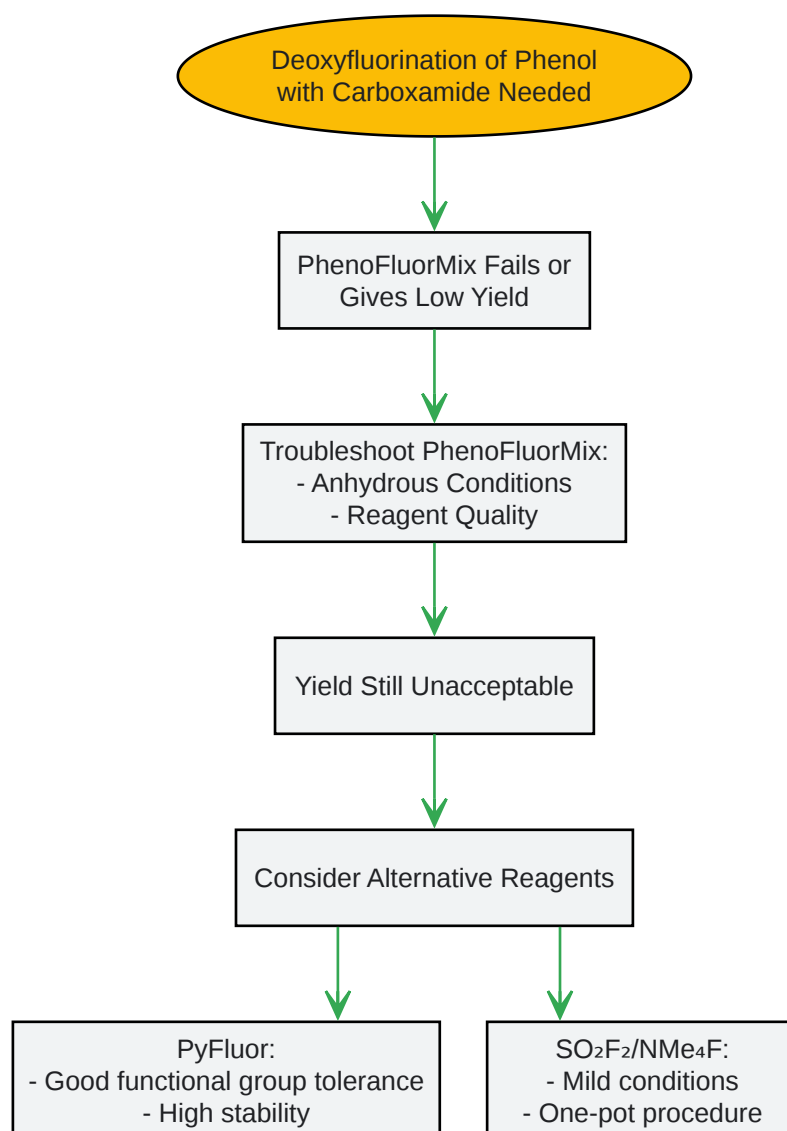 Deoxyfluorination of Phenol
with Carboxamide Needed
PhenoFluorMix Fails or
Gives Low Yield
Troubleshoot PhenoFluorMix:
- Anhydrous Conditions
- Reagent Quality
Yield Still Unacceptable
Consider Alternative Reagents
PyFluor:
- Good functional group tolerance
- High stability
SO₂F₂/NMe₄F:
- Mild conditions
- One-pot procedure